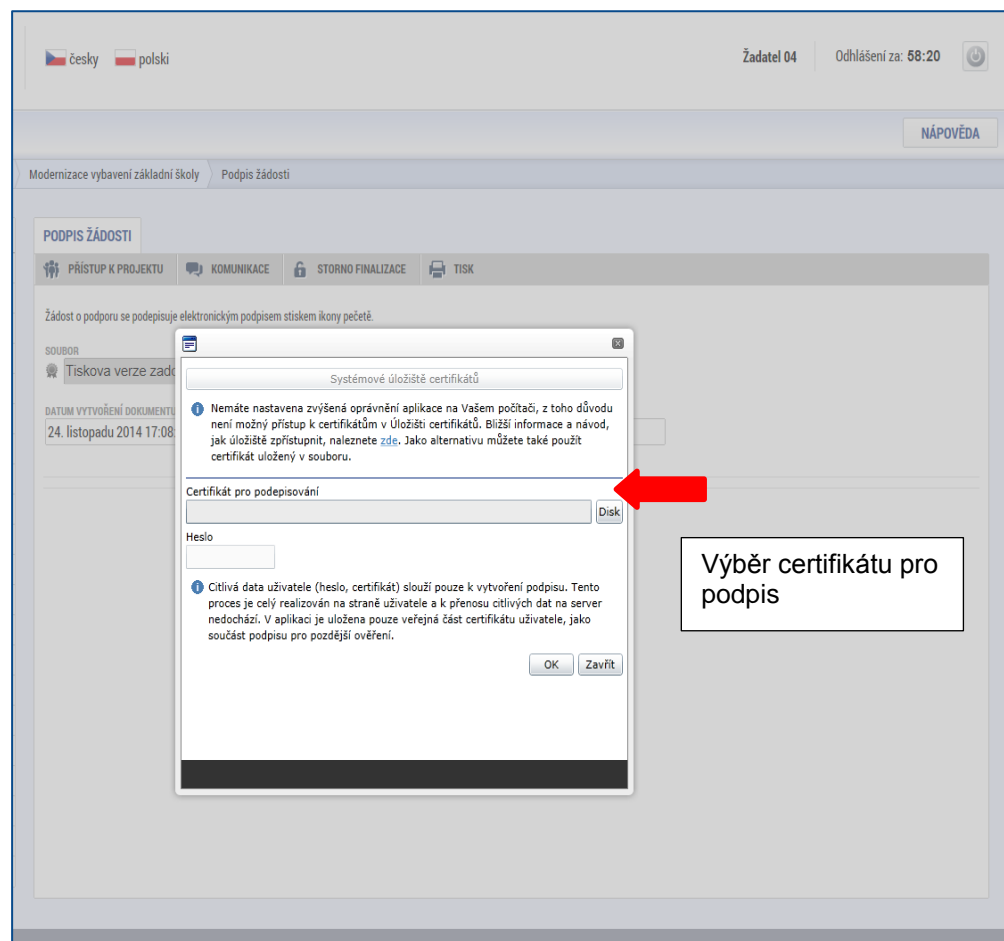 česky polski Žadatel 04 Odhlášení za: 58:20
NÁPOVĚDA
Modernizace vybavení základní školy Podpis žádosti
PODPIS ŽÁDOSTI
PŘÍSTUP K PROJEKTU KOMUNIKACE STORNO FINALIZACE TISK
Žádost o podporu se podepisuje elektronickým podpisem stiskem ikony pečetě.
SOUBOR
Tiskova verze zado
DATUM VYTVOŘENÍ DOKUMENTU
24. listopadu 2014 17:08:
Systémové úložiště certifikátů
Nemáte nastavena zvýšená oprávnění aplikace na Vašem počítači, z toho důvodu
není možný přístup k certifikátům v Úložišti certifikátů. Bližší informace a návod,
jak úložiště zpřístupnit, naleznete zde. Jako alternativu můžete také použít
certifikát uložený v souboru.
Certifikát pro podepisování
Disk
Heslo
Citlivá data uživatele (heslo, certifikát) slouží pouze k vytvoření podpisu. Tento
proces je celý realizován na straně uživatele a k přenosu citlivých dat na server
nedochází. V aplikaci je uložena pouze veřejná část certifikátu uživatele, jako
součást podpisu pro pozdější ověření.
OK Zavřít
Výběr certifikátu pro
podpis